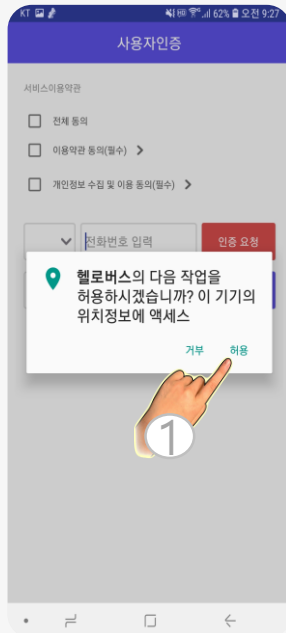 KT 62% 오전 9:27
사용자인증
서비스이용약관
전체 동의
이용약관 동의(필수)
개인정보 수집 및 이용 동의(필수)
전화번호 입력 인증 요청
헬로버스의 다음 작업을
허용하시겠습니까? 이 기기의
위치정보에 액세스
거부 허용
1